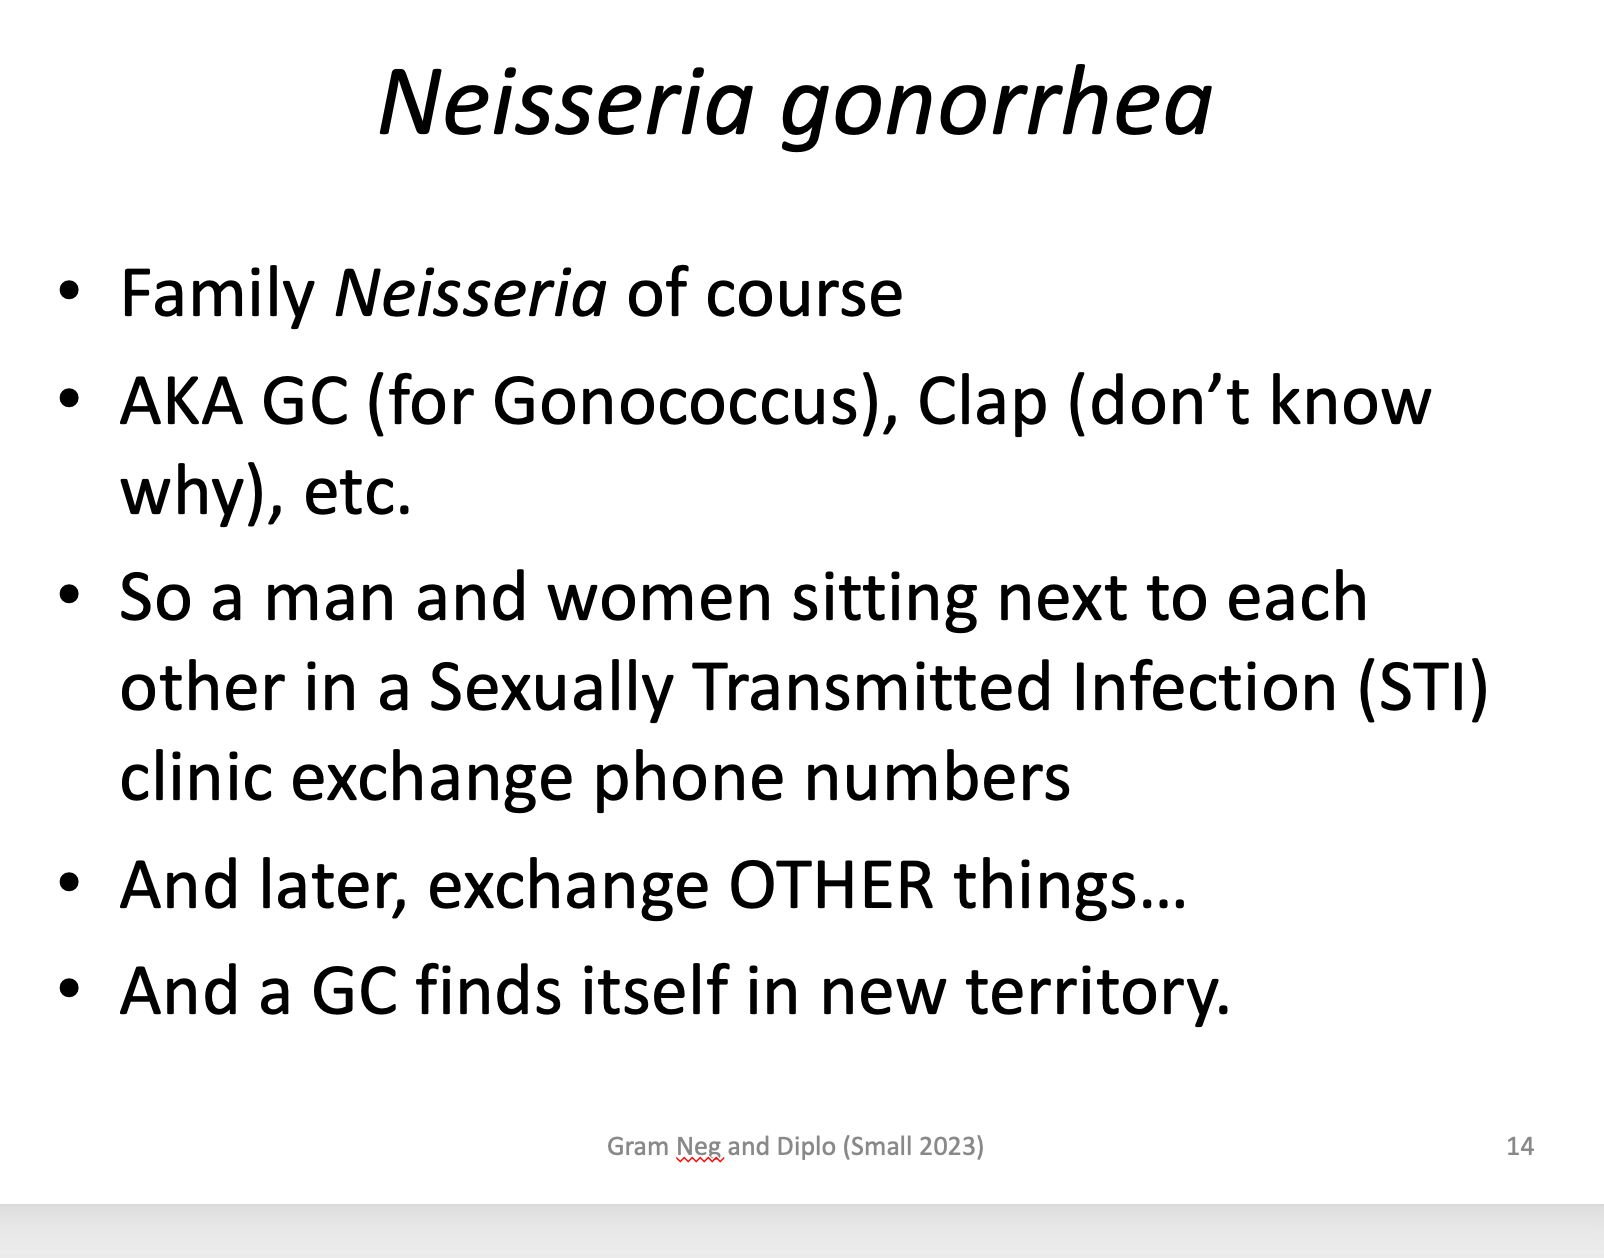 Neisseria gonorrhea
• Family Neisseria of course
• AKA GC (for Gonococcus), Clap (don’t know
why), etc.
• So a man and women sitting next to each
other in a Sexually Transmitted Infection (STI)
clinic exchange phone numbers
• And later, exchange OTHER things…
• And a GC finds itself in new territory.
Gram Neg and Diplo (Small 2023) 14